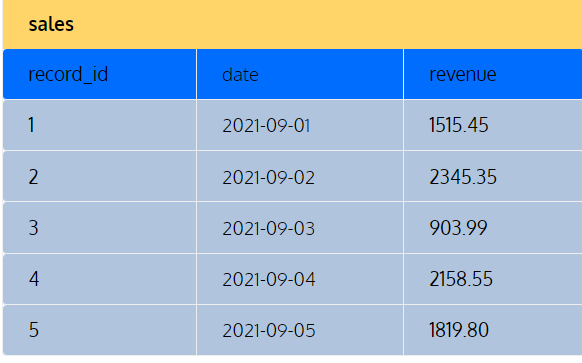 sales
record_id date revenue
1 2021-09-01 1515.45
2 2021-09-02 2345.35
3 2021-09-03 903.99
4 2021-09-04 2158.55
5 2021-09-05 1819.80